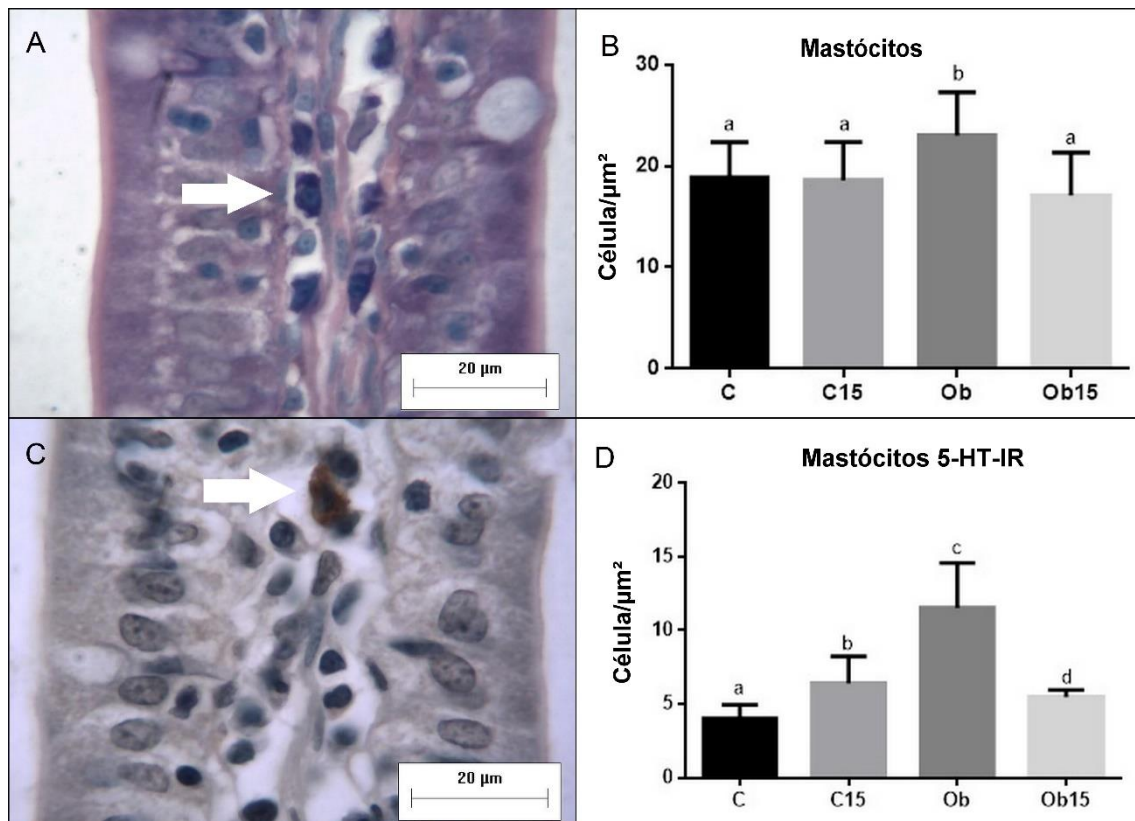 A
20 µm
B
Mastócitos
Célula/µm²
30
20
10
0
a
a
b
a
C
C15
Ob
Ob15
C
20 µm
D
Mastócitos 5-HT-IR
Célula/µm²
20
15
10
5
0
a
b
c
d
C
C15
Ob
Ob15